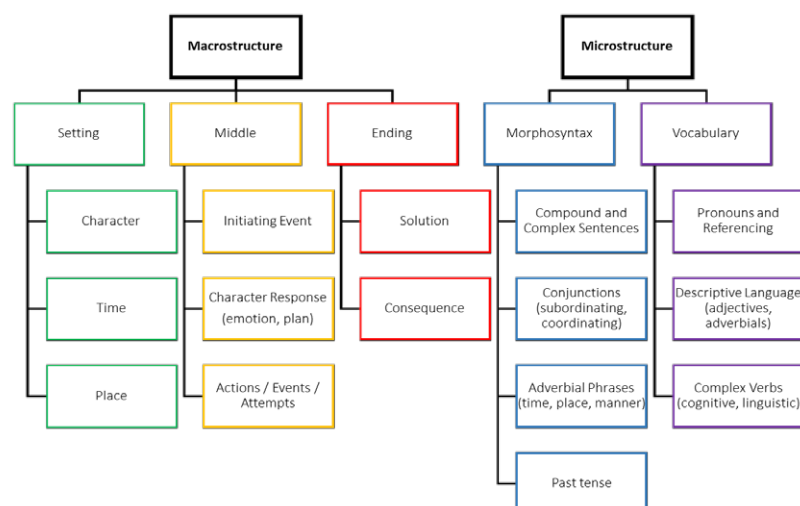 Macrostructure
Setting
Character
Time
Place
Middle
Initiating Event
Character Response
(emotion, plan)
Actions / Events /
Attempts
Ending
Solution
Consequence
Microstructure
Morphosyntax
Compound and
Complex Sentences
Conjunctions
(subordinating,
coordinating)
Adverbial Phrases
(time, place, manner)
Past tense
Vocabulary
Pronouns and
Referencing
Descriptive Language
(adjectives,
adverbials)
Complex Verbs
(cognitive, linguistic)